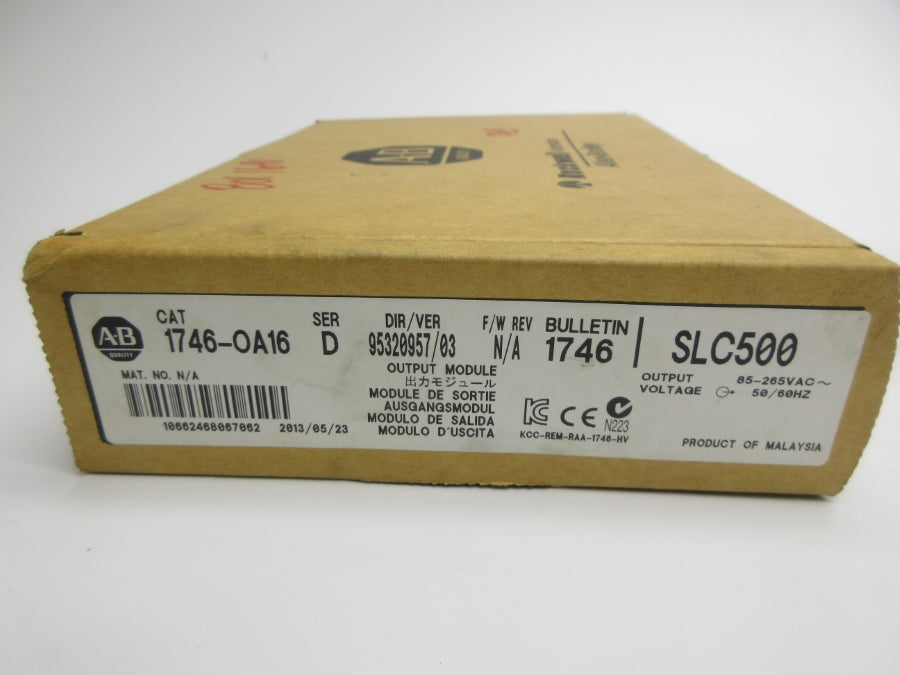 A-B
Rockwell
A-B
QUALITY
CAT
1746-OA16
SER
D
DIR/VER
95320957/03
F/W REV
N/A
BULLETIN
1746
SLC500
MAT. NO. N/A
10662468067062 2013/05/23
OUTPUT MODULE
出力モジュール
MODULE DE SORTIE
AUSGANGSMODUL
MODULO DE SALIDA
MODULO D'USCITA
CE
N223
KCC-REM-RAA-1746-HV
OUTPUT
VOLTAGE
85-265VAC~
50/60HZ
PRODUCT OF MALAYSIA